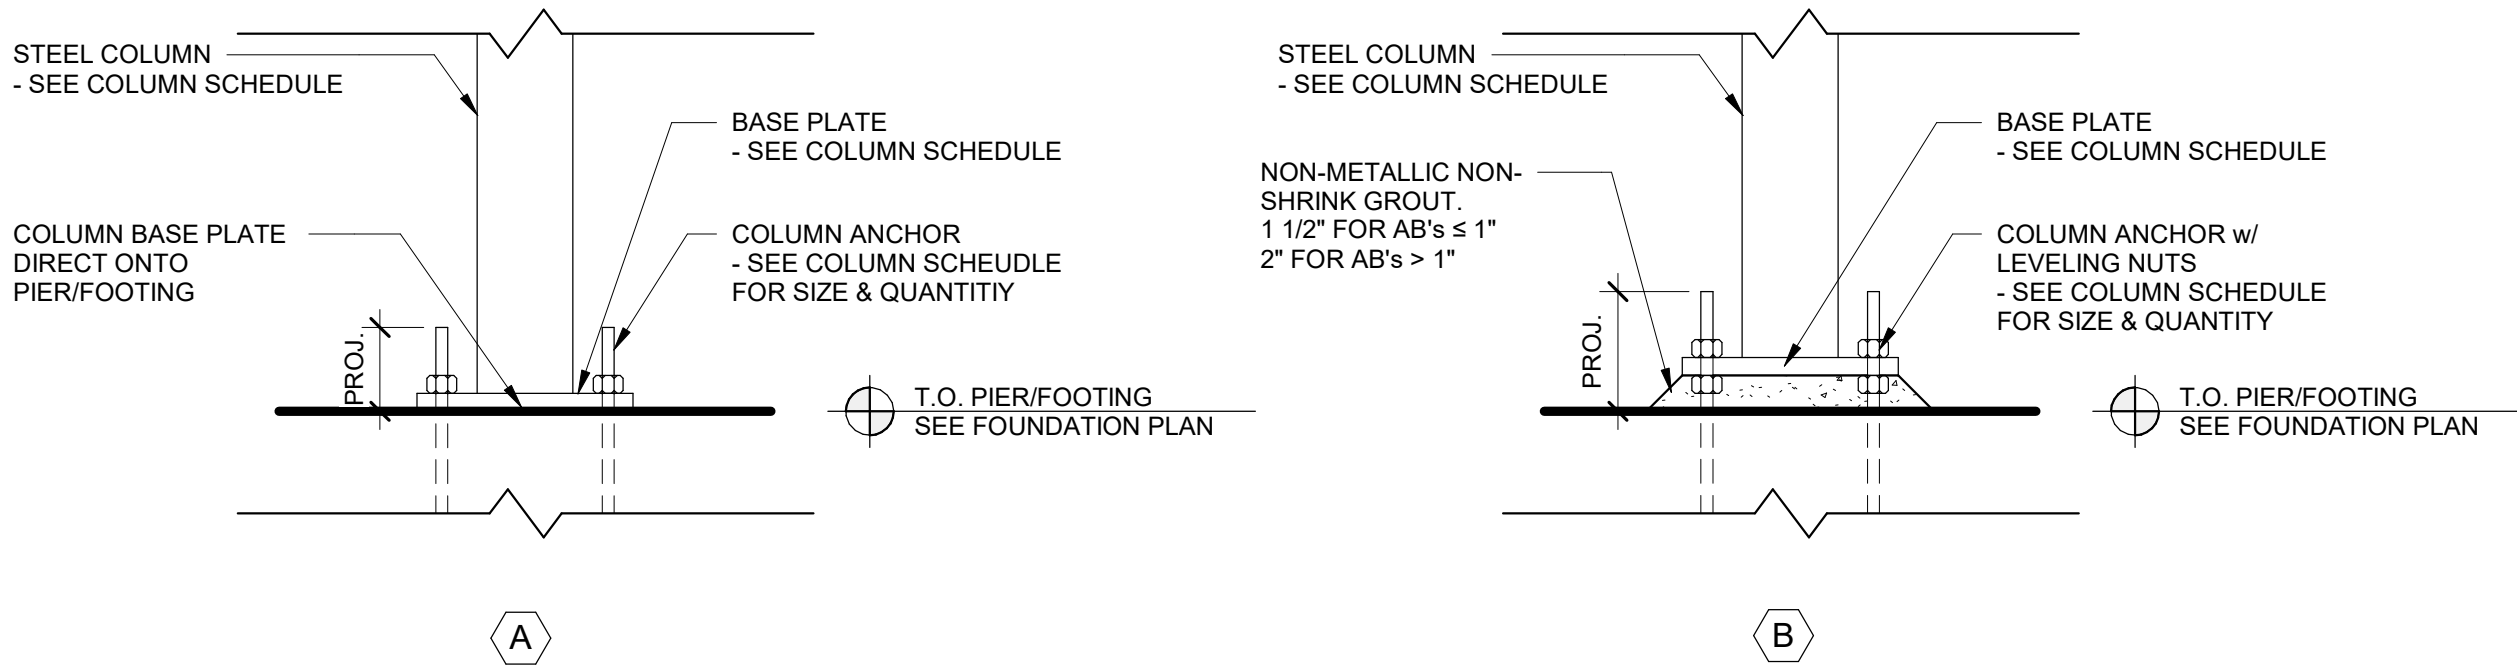 STEEL COLUMN
- SEE COLUMN SCHEDULE
BASE PLATE
- SEE COLUMN SCHEDULE
COLUMN BASE PLATE
DIRECT ONTO
PIER/FOOTING
COLUMN ANCHOR
- SEE COLUMN SCHEUDLE
FOR SIZE & QUANTITIY
PROJ.
T.O. PIER/FOOTING
SEE FOUNDATION PLAN
A
STEEL COLUMN
- SEE COLUMN SCHEDULE
BASE PLATE
- SEE COLUMN SCHEDULE
NON-METALLIC NON-
SHRINK GROUT.
1 1/2" FOR AB's ≤ 1"
2" FOR AB's > 1"
COLUMN ANCHOR w/
LEVELING NUTS
- SEE COLUMN SCHEDULE
FOR SIZE & QUANTITY
PROJ.
T.O. PIER/FOOTING
SEE FOUNDATION PLAN
B